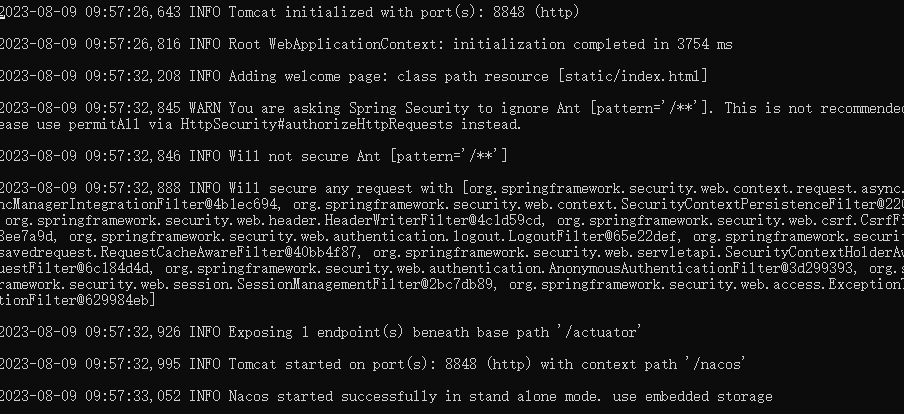 2023-08-09 09:57:26,643 INFO Tomcat initialized with port(s): 8848 (http)
2023-08-09 09:57:26,816 INFO Root WebApplicationContext: initialization completed in 3754 ms
2023-08-09 09:57:32,208 INFO Adding welcome page: class path resource [static/index.html]
2023-08-09 09:57:32,845 WARN You are asking Spring Security to ignore Ant [pattern='/**']. This is not recommended
ease use permitAll via HttpSecurity#authorizeHttpRequests instead.
2023-08-09 09:57:32,846 INFO Will not secure Ant [pattern='/**']
2023-08-09 09:57:32,888 INFO Will secure any request with [org.springframework.security.web.context.request.async.
ncManagerIntegrationFilter@4b1ec694, org.springframework.security.web.context.SecurityContextPersistenceFilter@220
 org.springframework.security.web.header.HeaderWriterFilter@4c1d59cd, org.springframework.security.web.csrf.CsrfFi
3ee7a9d, org.springframework.security.web.authentication.logout.LogoutFilter@65e22def, org.springframework.securit
savedrequest.RequestCacheAwareFilter@40bb4f87, org.springframework.security.web.servletapi.SecurityContextHolderAw
uestFilter@6c184d4d, org.springframework.security.web.authentication.AnonymousAuthenticationFilter@3d299393, org.s
ramework.security.web.session.SessionManagementFilter@2bc7db89, org.springframework.security.web.access.ExceptionT
tionFilter@629984eb]
2023-08-09 09:57:32,926 INFO Exposing 1 endpoint(s) beneath base path '/actuator'
2023-08-09 09:57:32,995 INFO Tomcat started on port(s): 8848 (http) with context path '/nacos'
2023-08-09 09:57:33,052 INFO Nacos started successfully in stand alone mode. use embedded storage